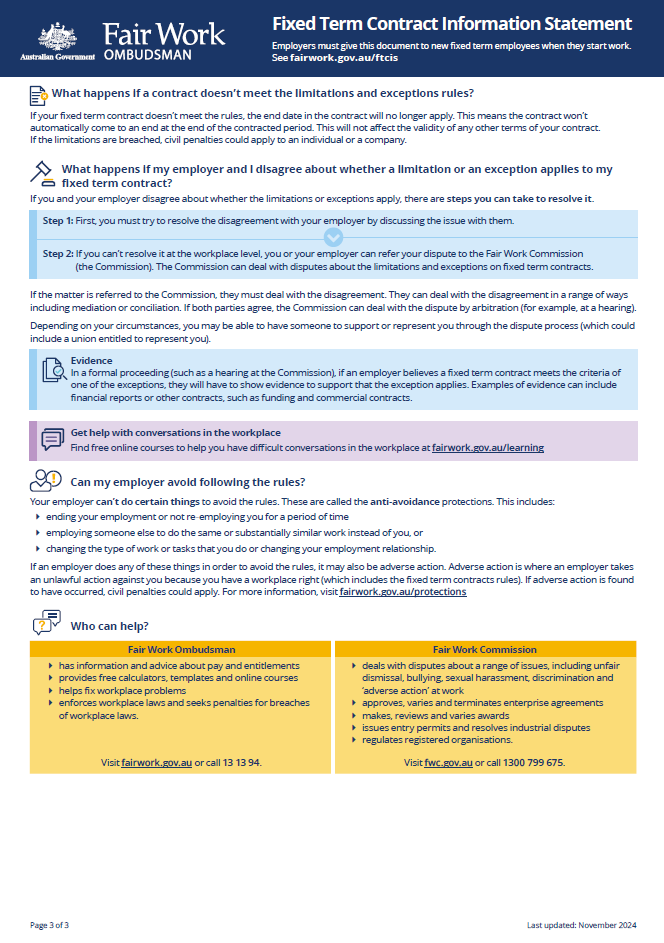 Australian Government
Fair Work
OMBUDSMAN
Fixed Term Contract Information Statement
Employers must give this document to new fixed term employees when they start work.
See fairwork.gov.au/ftcis
What happens if a contract doesn't meet the limitations and exceptions rules?
If your fixed term contract doesn't meet the rules, the end date in the contract will no longer apply. This means the contract won't
automatically come to an end at the end of the contracted period. This will not affect the validity of any other terms of your contract.
If the limitations are breached, civil penalties could apply to an individual or a company.
What happens if my employer and I disagree about whether a limitation or an exception applies to my
fixed term contract?
If you and your employer disagree about whether the limitations or exceptions apply, there are steps you can take to resolve it.
Step 1: First, you must try to resolve the disagreement with your employer by discussing the issue with them.
Step 2: If you can't resolve it at the workplace level, you or your employer can refer your dispute to the Fair Work Commission
(the Commission). The Commission can deal with disputes about the limitations and exceptions on fixed term contracts.
If the matter is referred to the Commission, they must deal with the disagreement. They can deal with the disagreement in a range of ways
including mediation or conciliation. If both parties agree, the Commission can deal with the dispute by arbitration (for example, at a hearing).
Depending on your circumstances, you may be able to have someone to support or represent you through the dispute process (which could
include a union entitled to represent you).
Evidence
In a formal proceeding (such as a hearing at the Commission), if an employer believes a fixed term contract meets the criteria of
one of the exceptions, they will have to show evidence to support that the exception applies. Examples of evidence can include
financial reports or other contracts, such as funding and commercial contracts.
Get help with conversations in the workplace
Find free online courses to help you have difficult conversations in the workplace at fairwork.gov.au/learning
Can my employer avoid following the rules?
Your employer can't do certain things to avoid the rules. These are called the anti-avoidance protections. This includes:
ending your employment or not re-employing you for a period of time
employing someone else to do the same or substantially similar work instead of you, or
changing the type of work or tasks that you do or changing your employment relationship.
If an employer does any of these things in order to avoid the rules, it may also be adverse action. Adverse action is where an employer takes
an unlawful action against you because you have a workplace right (which includes the fixed term contracts rules). If adverse action is found
to have occurred, civil penalties could apply. For more information, visit fairwork.gov.au/protections
Who can help?
Fair Work Ombudsman
has information and advice about pay and entitlements
provides free calculators, templates and online courses
helps fix workplace problems
enforces workplace laws and seeks penalties for breaches
of workplace laws.
Visit fairwork.gov.au or call 13 13 94.
Fair Work Commission
deals with disputes about a range of issues, including unfair
dismissal, bullying, sexual harassment, discrimination and
'adverse action' at work
approves, varies and terminates enterprise agreements
makes, reviews and varies awards
issues entry permits and resolves industrial disputes
regulates registered organisations.
Visit fwc.gov.au or call 1300 799 675.
Page 3 of 3
Last updated: November 2024